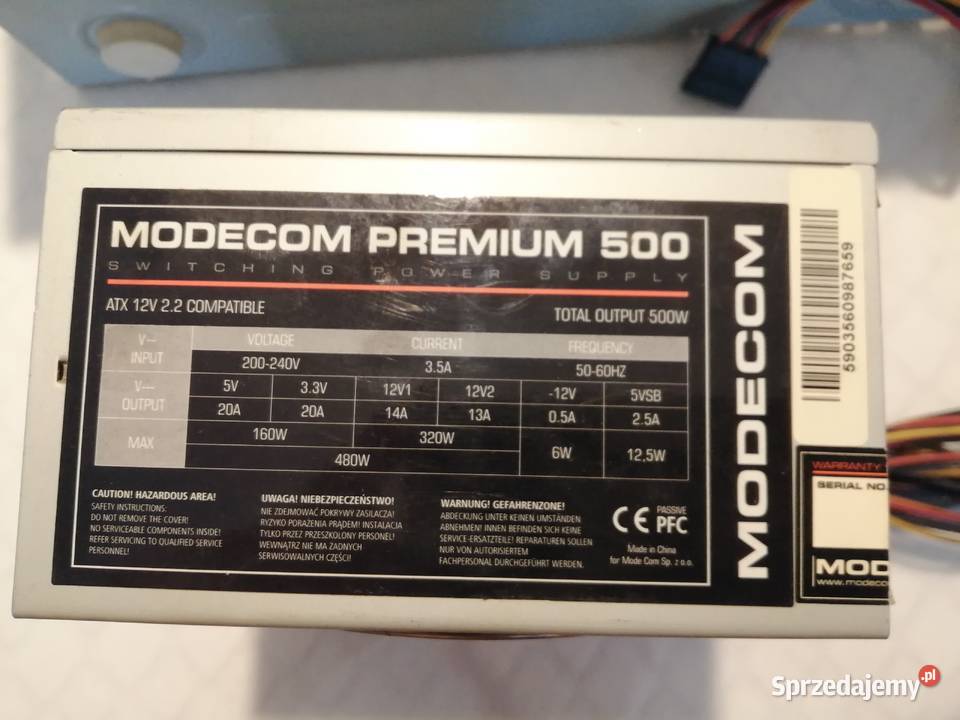 MODECOM PREMIUM 500
SWITCHING POWER SUPPLY
ATX 12V 2.2 COMPATIBLE
TOTAL OUTPUT 500W
V~ INPUT VOLTAGE CURRENT FREQUENCY
200-240V 3.5A 50-60HZ
V--- OUTPUT 5V 3.3V 12V1 12V2 -12V 5VSB
20A 20A 14A 13A 0.5A 2.5A
MAX 160W 320W 6W 12,5W
480W
CAUTION! HAZARDOUS AREA!
SAFETY INSTRUCTIONS:
DO NOT REMOVE THE COVER!
NO SERVICEABLE COMPONENTS INSIDE!
REFER SERVICING TO QUALIFIED SERVICE
PERSONNEL!
UWAGA! NIEBEZPIECZEŃSTWO!
NIE ZDEJMOWAĆ POKRYWY ZASILACZA!
RYZYKO PORAŻENIA PRĄDEM! INSTALACJA
TYLKO PRZEZ PRZESZKOLONY PERSONEL!
WEWNĄTRZ NIE MA ŻADNYCH
SERWISOWALNYCH CZĘŚCI!
WARNUNG! GEFAHRENZONE!
ABDECKUNG UNTER KEINEN UMSTÄNDEN
ABNEHMEN! INNEN BEFINDEN SICH KEINE
SERVICE-ERSATZTEILE! REPARATUREN SOLLEN
NUR VON AUTORISIERTEM
FACHPERSONAL DURCHGEFÜHRT WERDEN.
CE PASSIVE
PFC
Made in China
for Mode Com Sp. z o.o.
MODECOM
5903560987659
WARRANTY
SERIAL NO.
MOD
www.modeco
Sprzedajemy.pl